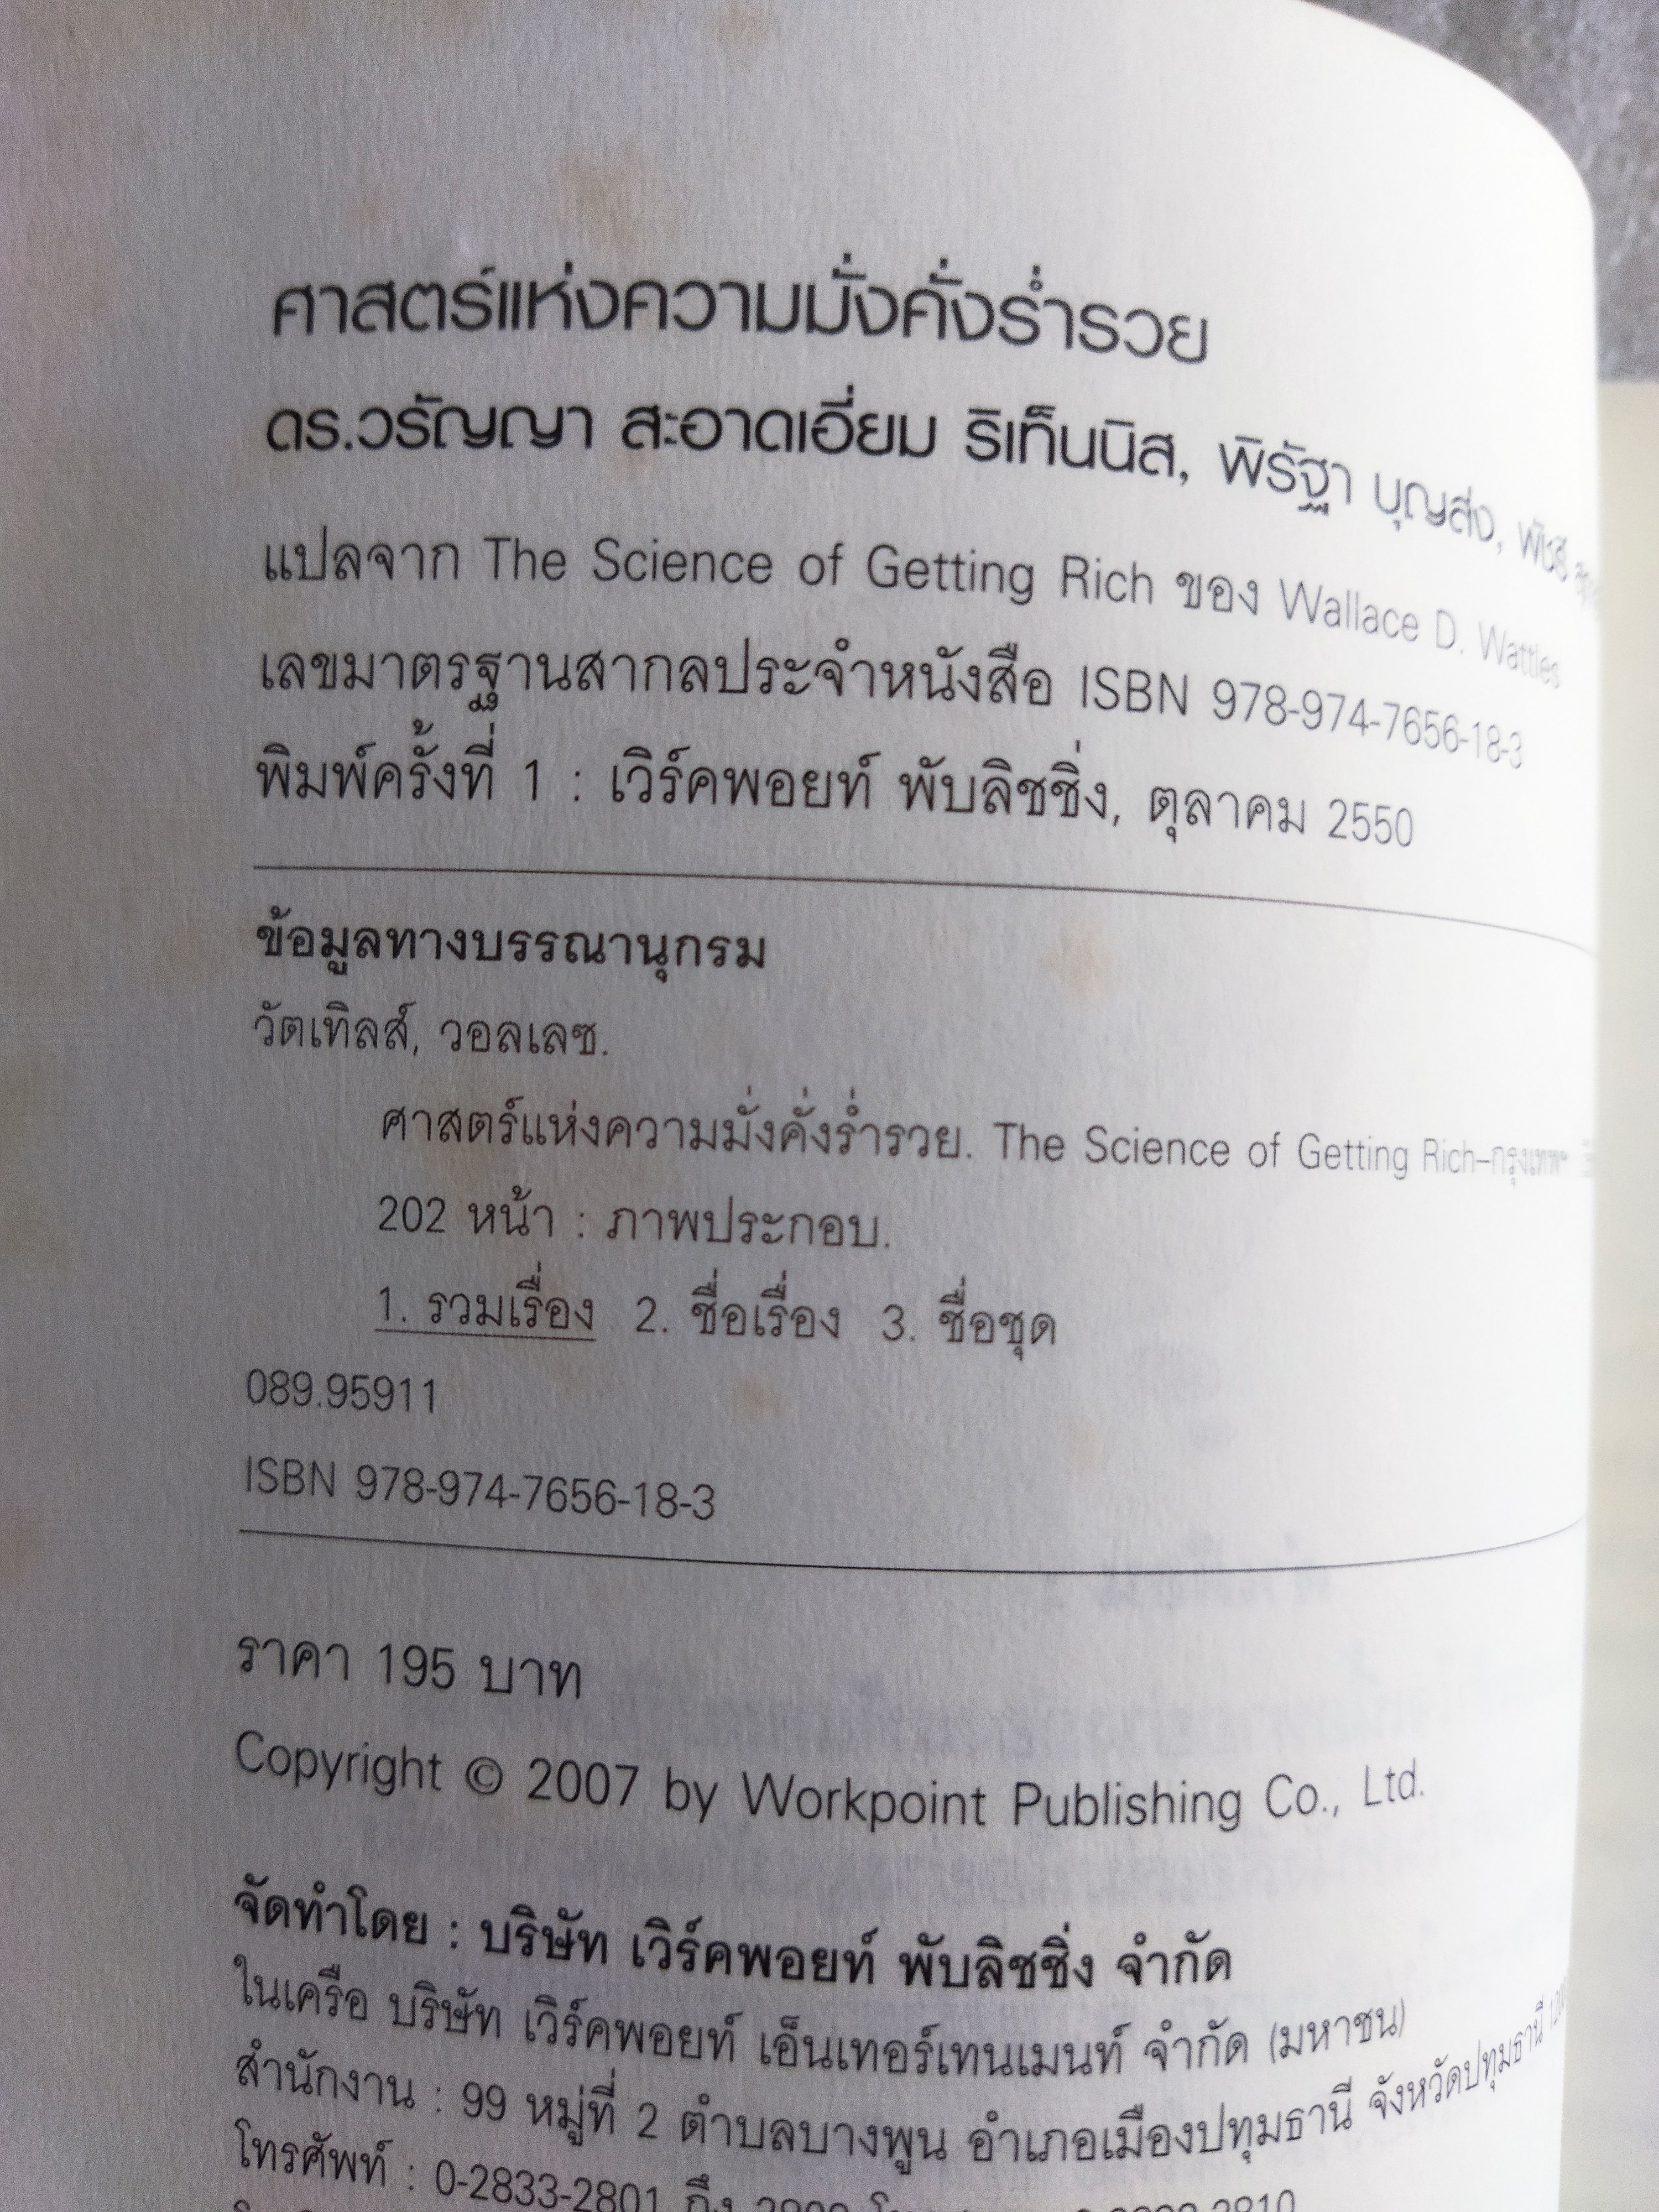 ศาสตร์แห่งความมั่งคั่งร่ำรวย
ดร.วรัญญา สะอาดเอี่ยม ริเท็นนิส, พิรัฐา บุญส่ง,
แปลจาก The Science of Getting Rich ของ Wallace D. Wattles
เลขมาตรฐานสากลประจำหนังสือ ISBN 978-974-7656-18-3
พิมพ์ครั้งที่ 1 : เวิร์คพอยท์ พับลิชชิ่ง, ตุลาคม 2550
ข้อมูลทางบรรณานุกรม
วัตเทิลส์, วอลเลซ.
ศาสตร์แห่งความมั่งคั่งร่ำรวย. The Science of Getting Rich–กรุงเทพฯ
202 หน้า : ภาพประกอบ.
1. รวมเรื่อง 2. ชื่อเรื่อง 3. ชื่อชุด
089.95911
ISBN 978-974-7656-18-3
ราคา 195 บาท
Copyright © 2007 by Workpoint Publishing Co., Ltd.
จัดทำโดย : บริษัท เวิร์คพอยท์ พับลิชชิ่ง จำกัด
ในเครือ บริษัท เวิร์คพอยท์ เอ็นเทอร์เทนเมนท์ จำกัด (มหาชน)
สำนักงาน : 99 หมู่ที่ 2 ตำบลบางพูน อำเภอเมืองปทุมธานี จังหวัดปทุมธานี
โทรศัพท์ : 0-2833-2801 ถึง